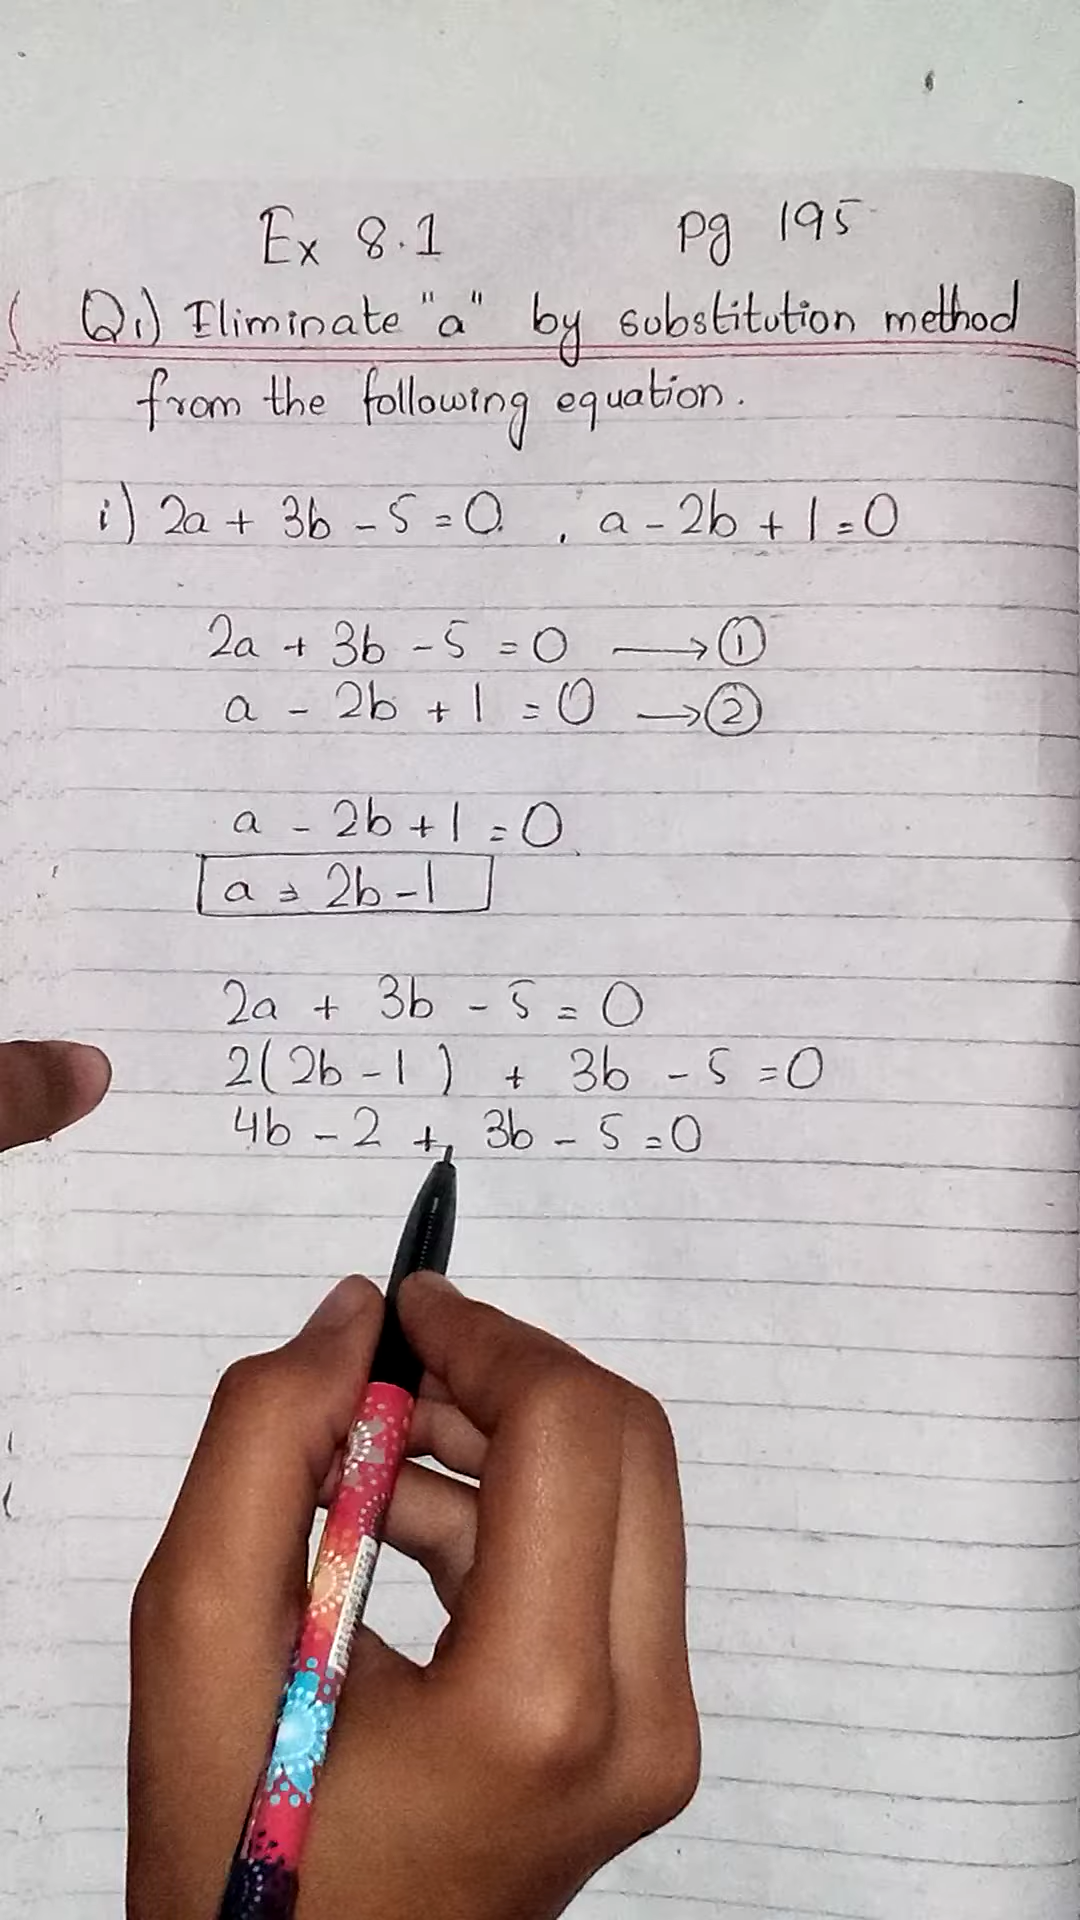 Ex 8.1 pg 195
Q1) Eliminate "a" by substitution method
from the following equation.
i) 2a + 3b - 5 = 0 , a - 2b + 1 = 0
2a + 3b - 5 = 0 → ①
a - 2b + 1 = 0 → ②
a - 2b + 1 = 0
a = 2b - 1
2a + 3b - 5 = 0
2(2b - 1) + 3b - 5 = 0
4b - 2 + 3b - 5 = 0